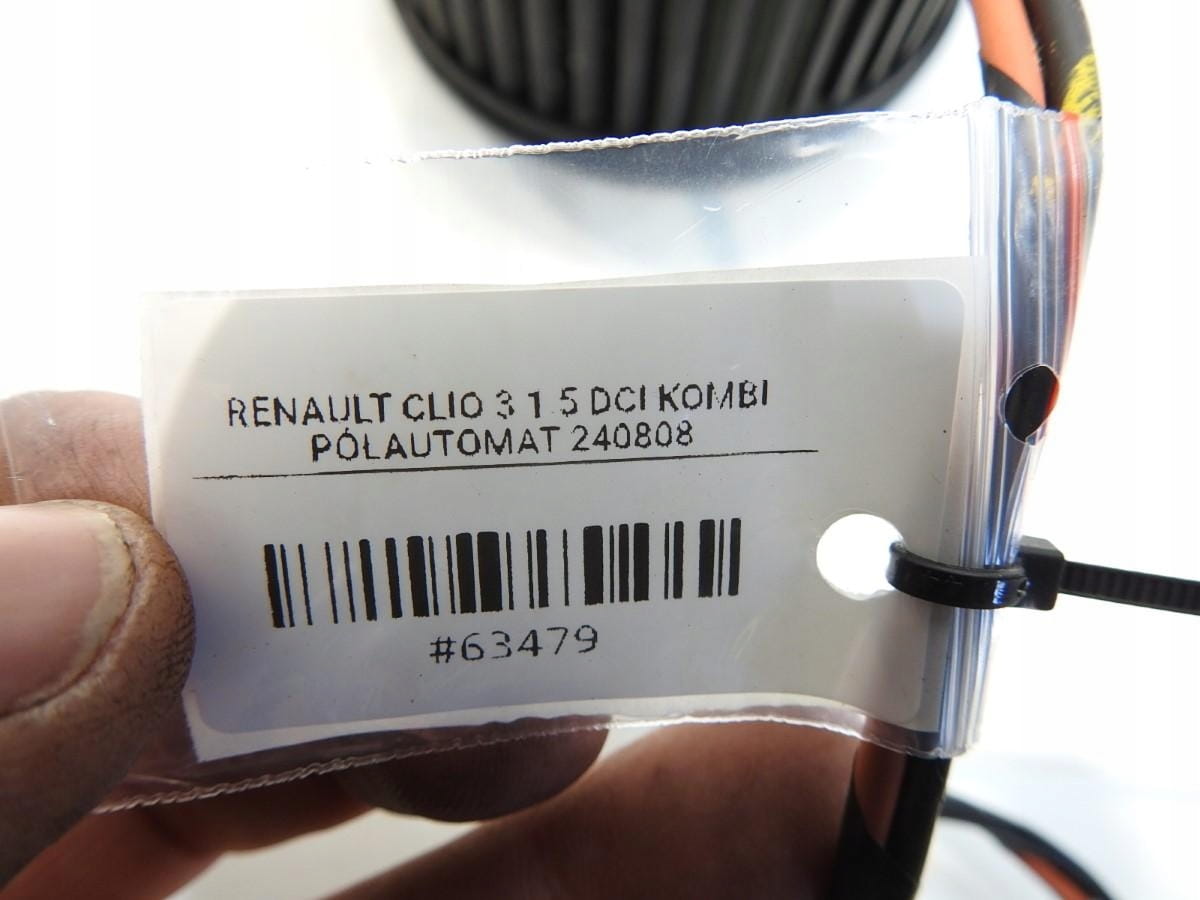 RENAULT CLIO 3 1.5 DCI KOMBI
PÓŁAUTOMAT 240808
#63479